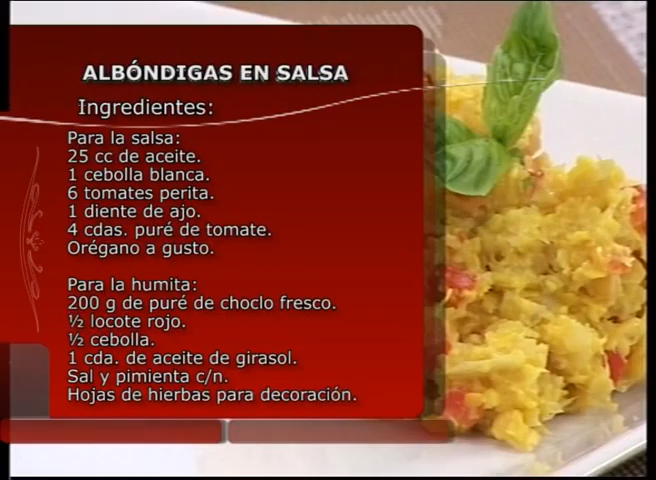 ALBÓNDIGAS EN SALSA
Ingredientes:
Para la salsa:
25 cc de aceite.
1 cebolla blanca.
6 tomates perita.
1 diente de ajo.
4 cdas. puré de tomate.
Orégano a gusto.
Para la humita:
200 g de puré de choclo fresco.
½ locote rojo.
½ cebolla.
1 cda. de aceite de girasol.
Sal y pimienta c/n.
Hojas de hierbas para decoración.